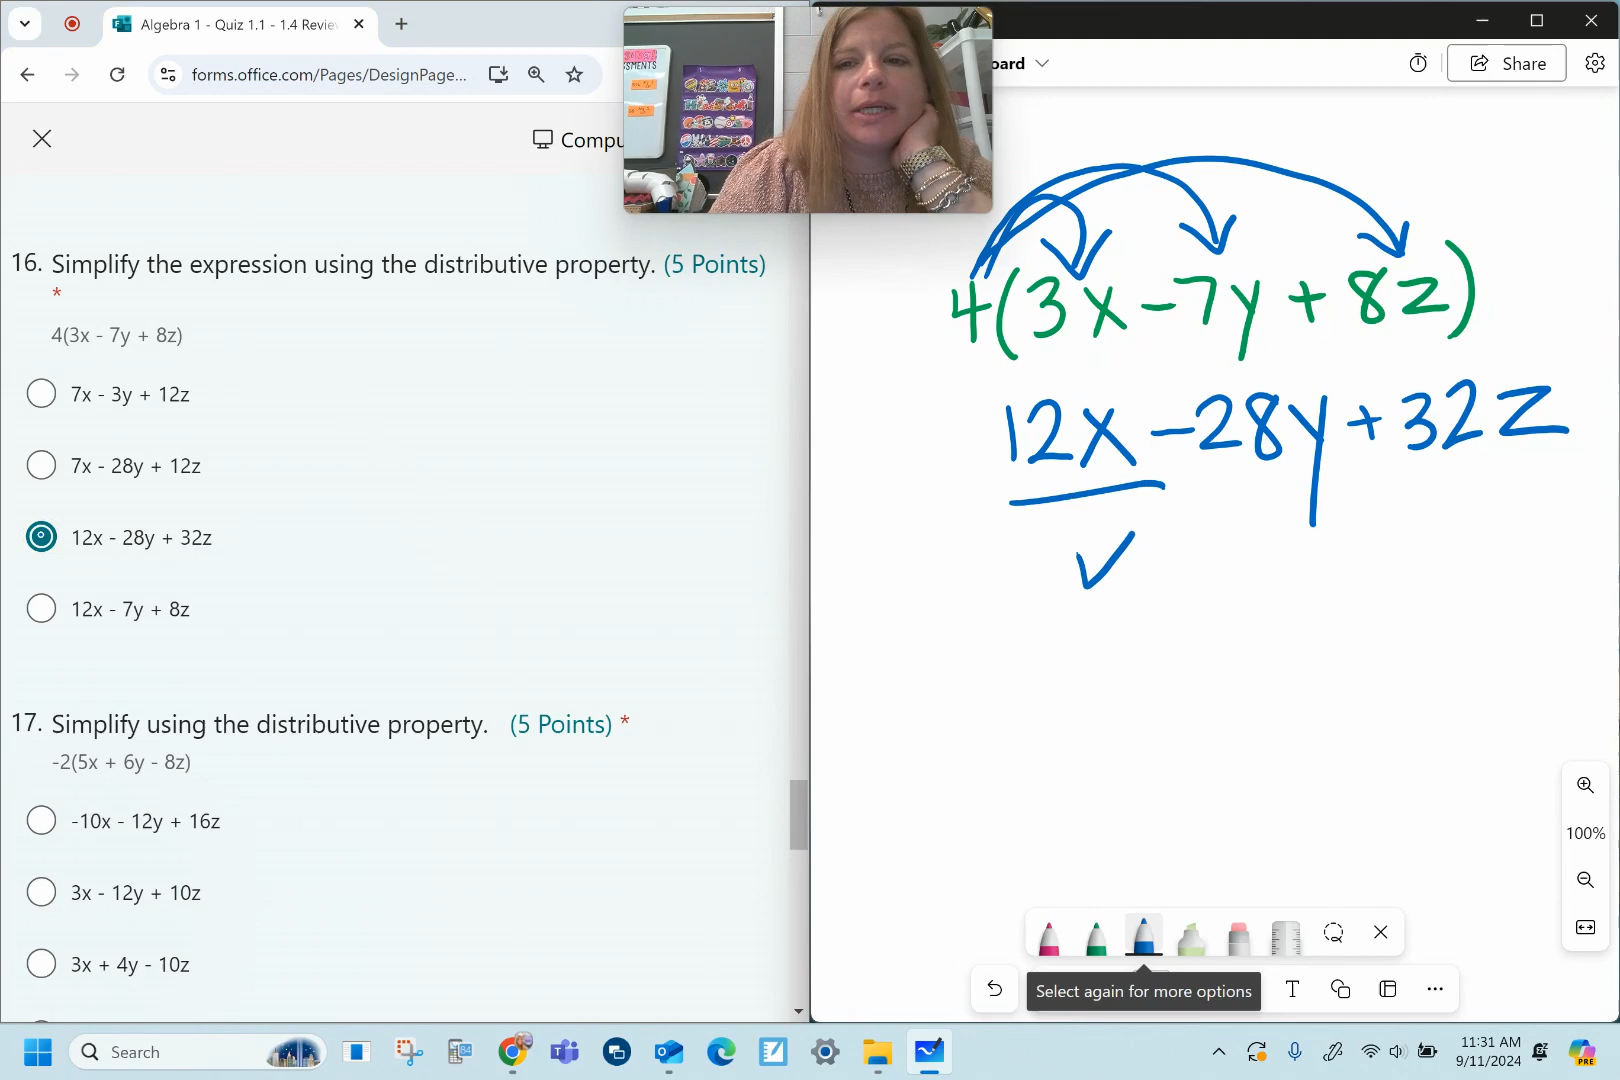 Algebra 1 - Quiz 1.1 - 1.4 Revie
forms.office.com/Pages/DesignPage...
oard
Share
Compu
SSMENTS
16. Simplify the expression using the distributive property. (5 Points)
*
4(3x - 7y + 8z)
7x - 3y + 12z
7x - 28y + 12z
12x - 28y + 32z
12x - 7y + 8z
17. Simplify using the distributive property. (5 Points) *
-2(5x + 6y - 8z)
-10x - 12y + 16z
3x - 12y + 10z
3x + 4y - 10z
4(3x - 7y + 8z)
12x - 28y + 32z
100%
Select again for more options
T
Search
11:31 AM
9/11/2024
PRE